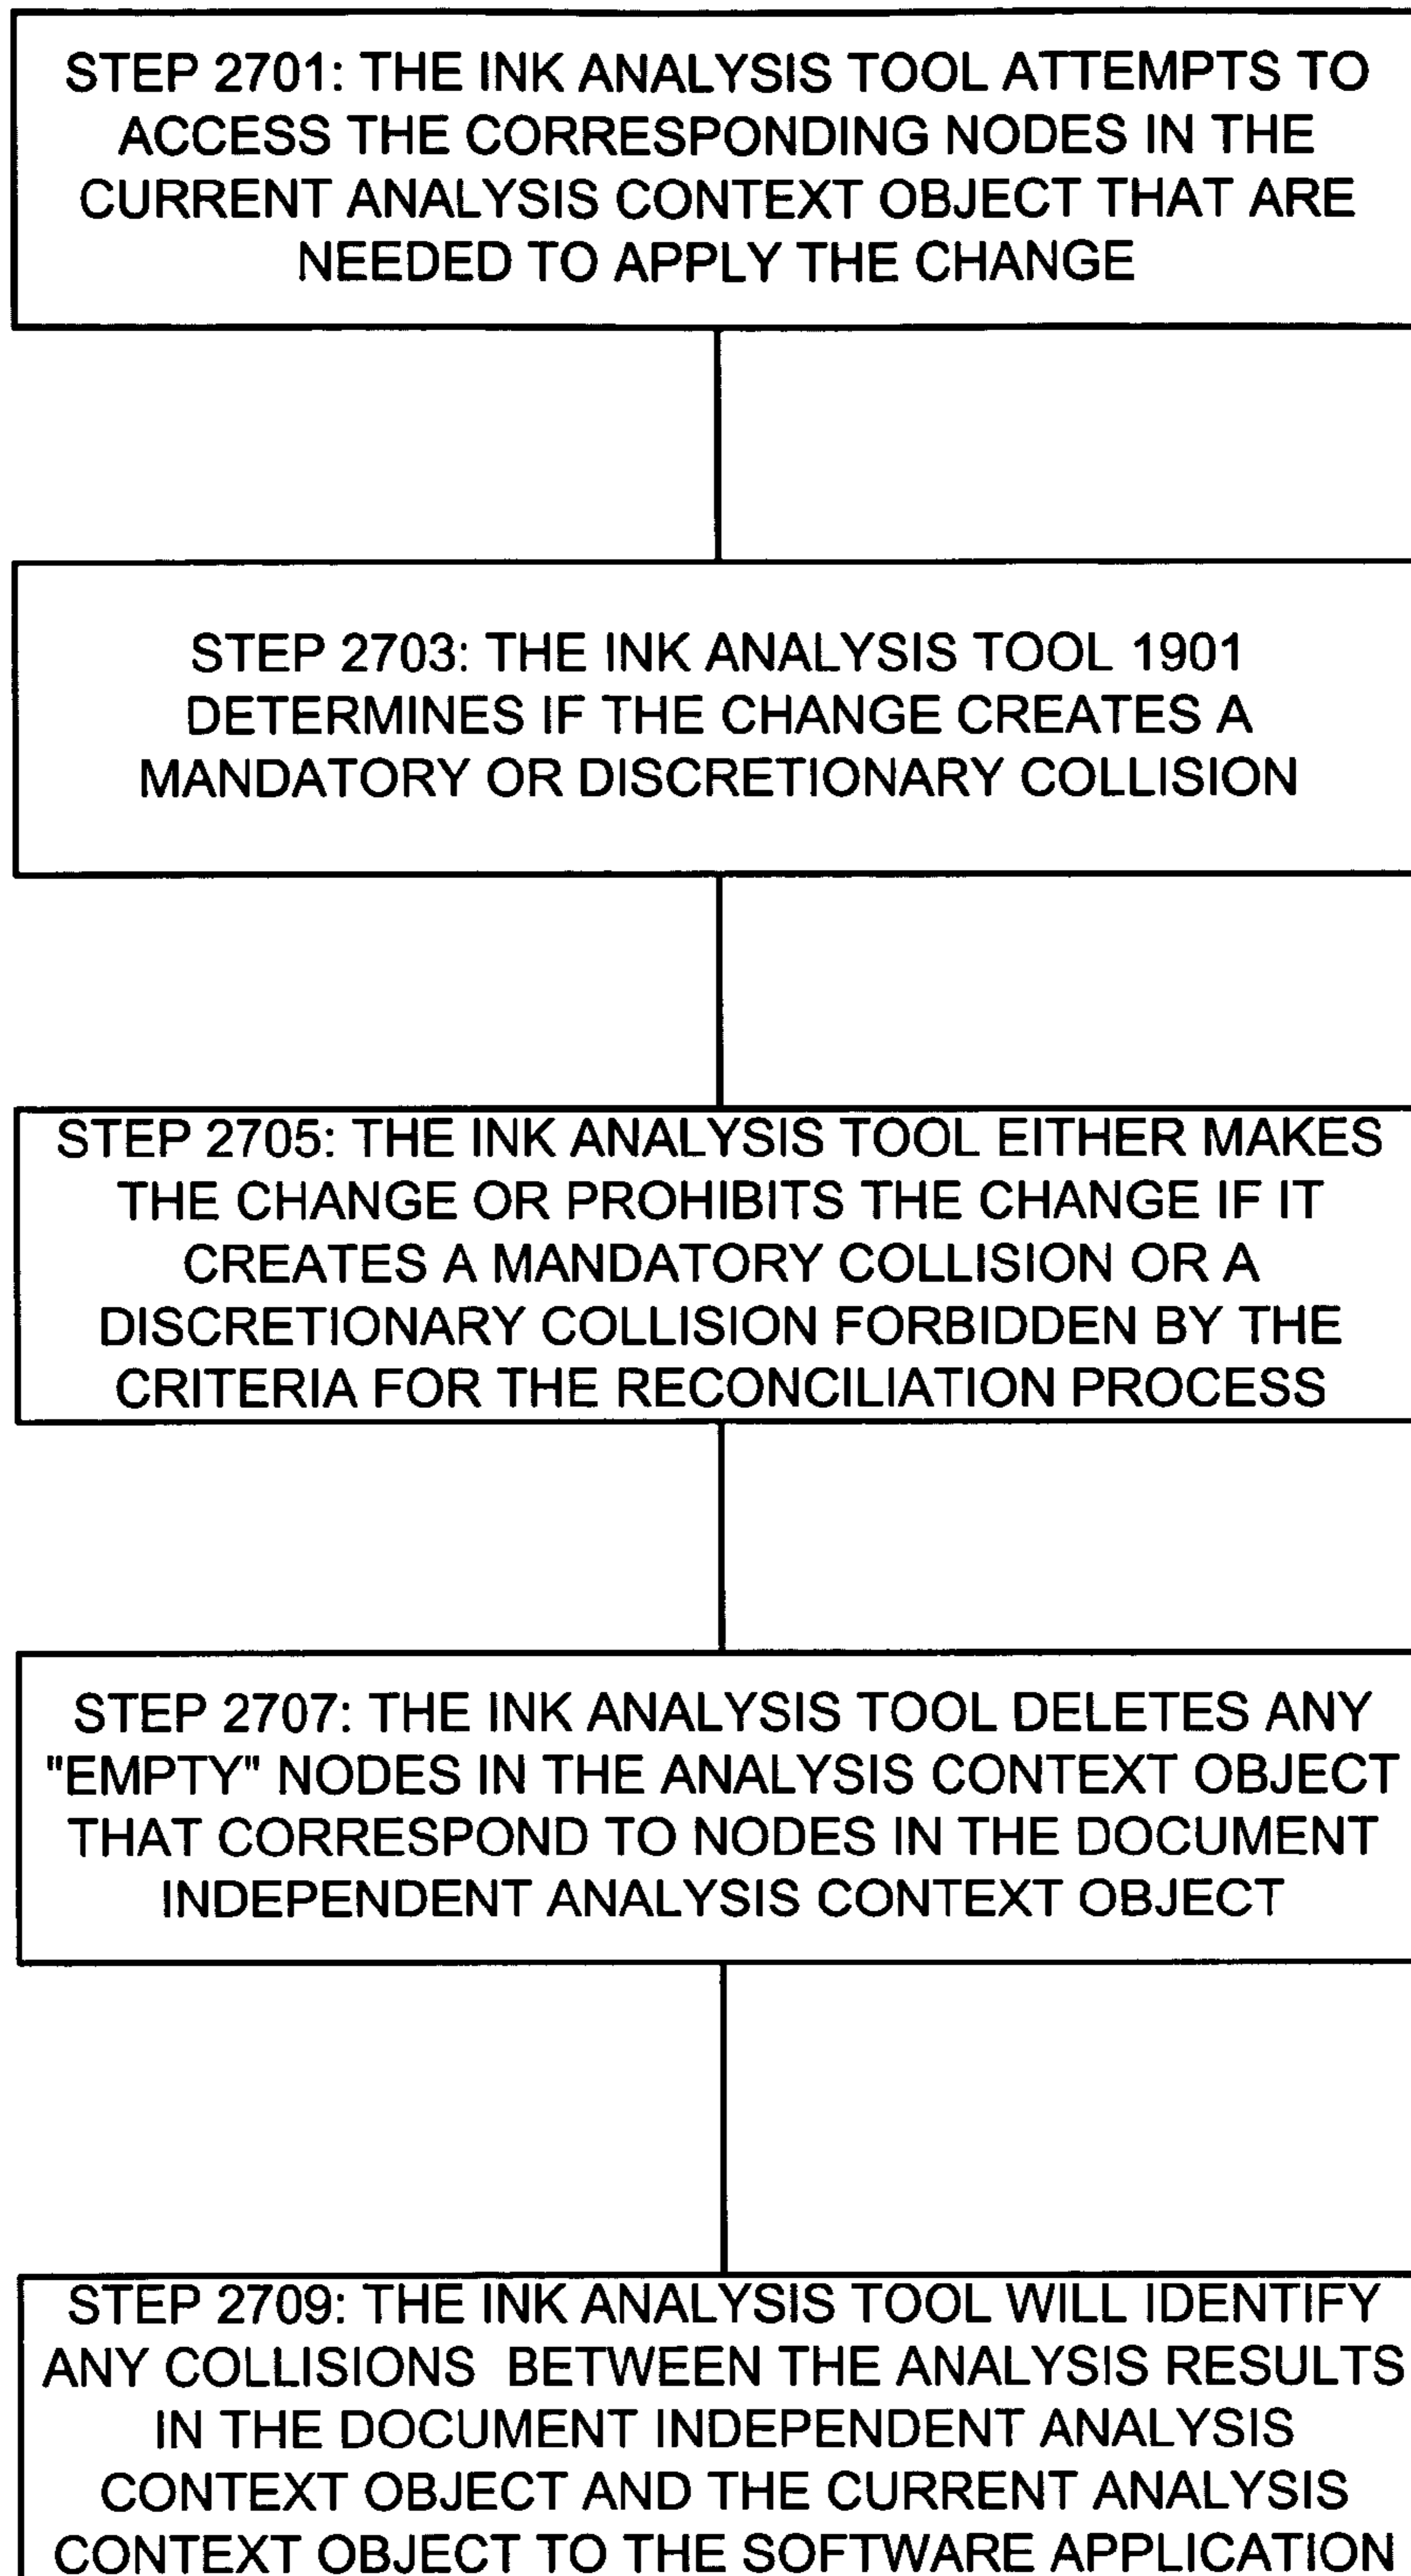 STEP 2701: THE INK ANALYSIS TOOL ATTEMPTS TO
ACCESS THE CORRESPONDING NODES IN THE
CURRENT ANALYSIS CONTEXT OBJECT THAT ARE
NEEDED TO APPLY THE CHANGE
STEP 2703: THE INK ANALYSIS TOOL 1901
DETERMINES IF THE CHANGE CREATES A
MANDATORY OR DISCRETIONARY COLLISION
STEP 2705: THE INK ANALYSIS TOOL EITHER MAKES
THE CHANGE OR PROHIBITS THE CHANGE IF IT
CREATES A MANDATORY COLLISION OR A
DISCRETIONARY COLLISION FORBIDDEN BY THE
CRITERIA FOR THE RECONCILIATION PROCESS
STEP 2707: THE INK ANALYSIS TOOL DELETES ANY
"EMPTY" NODES IN THE ANALYSIS CONTEXT OBJECT
THAT CORRESPOND TO NODES IN THE DOCUMENT
INDEPENDENT ANALYSIS CONTEXT OBJECT
STEP 2709: THE INK ANALYSIS TOOL WILL IDENTIFY
ANY COLLISIONS BETWEEN THE ANALYSIS RESULTS
IN THE DOCUMENT INDEPENDENT ANALYSIS
CONTEXT OBJECT AND THE CURRENT ANALYSIS
CONTEXT OBJECT TO THE SOFTWARE APPLICATION